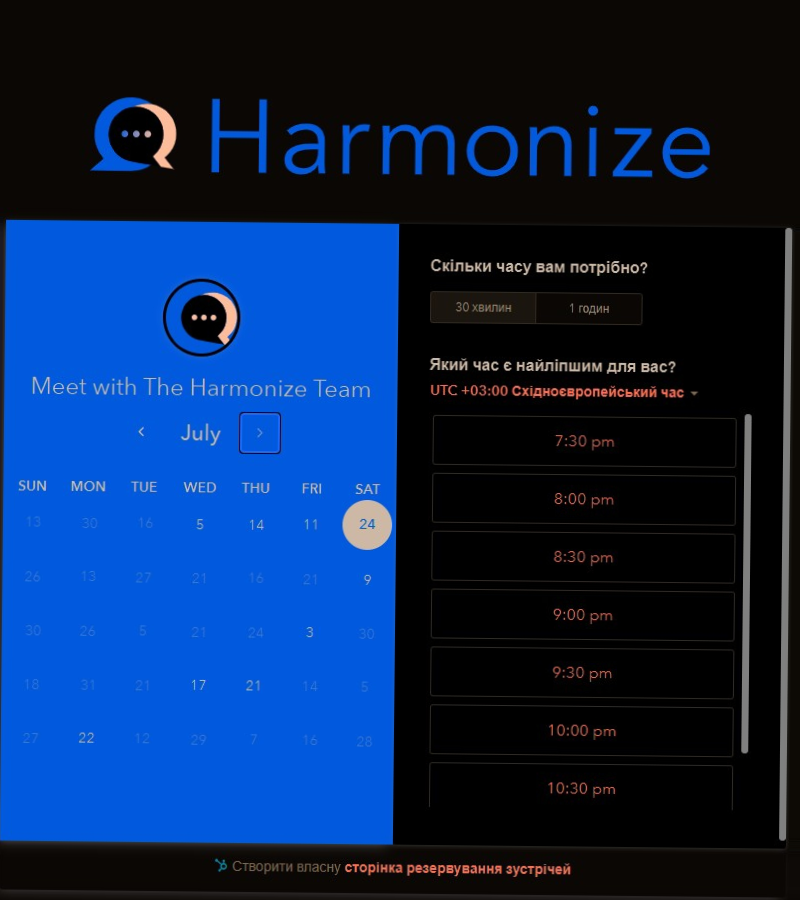 Harmonize
Meet with The Harmonize Team
July
SUN MON TUE WED THU FRI SAT
13 30 16 5 14 11 24
26 13 27 21 16 21 9
30 26 5 21 24 3 30
18 31 21 17 21 14 5
27 22 12 29 7 16 28
Скільки часу вам потрібно?
30 хвилин 1 годин
Який час є найліпшим для вас?
UTC +03:00 Східноєвропейський час
7:30 pm
8:00 pm
8:30 pm
9:00 pm
9:30 pm
10:00 pm
10:30 pm
Створити власну сторінка резервування зустрічей